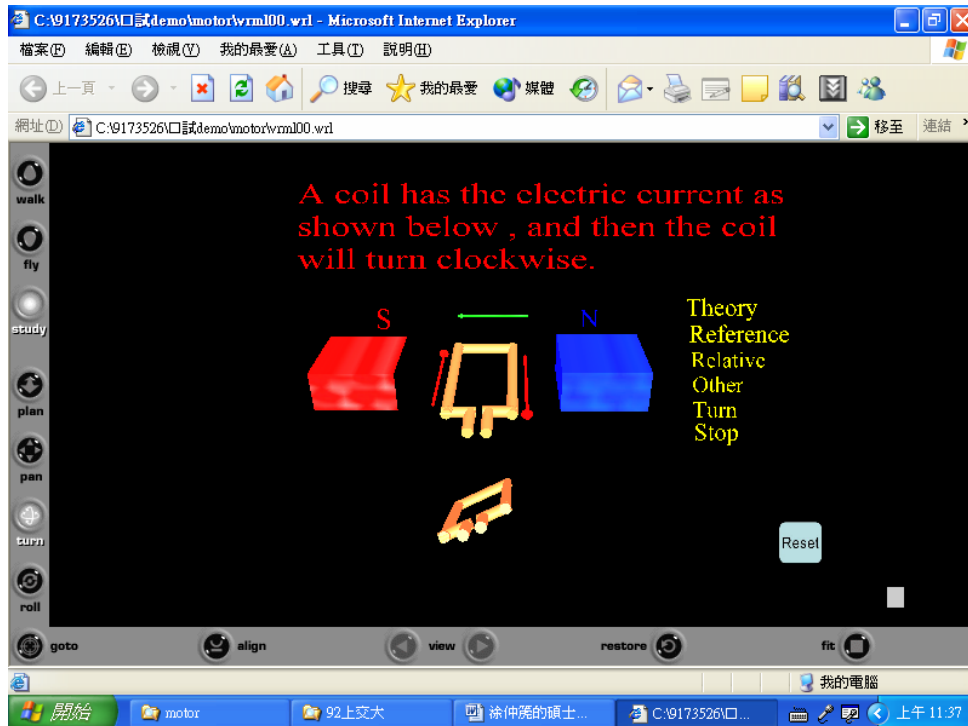 C:\9173526\口試demo\motor\vrml00.wrl - Microsoft Internet Explorer
檔案(F) 編輯(E) 檢視(V) 我的最愛(A) 工具(T) 說明(H)
上一頁 搜尋 我的最愛 媒體
網址(D) C:\9173526\口試demo\motor\vrml00.wrl 移至 連結
walk
fly
study
plan
pan
turn
roll
A coil has the electric current as
shown below , and then the coil
will turn clockwise.
S
N
Theory
Reference
Relative
Other
Turn
Stop
Reset
goto align view restore fit
我的電腦
開始 motor 92上交大 涂仲箎的碩士... C:\9173526\口... 上午 11:37